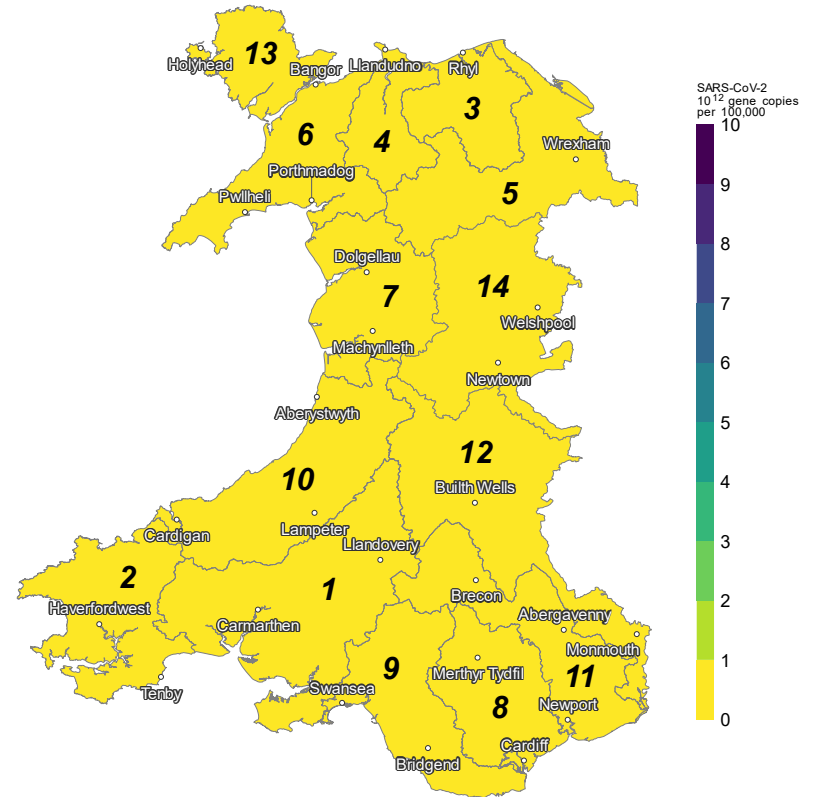 13
Holyhead
Bangor
Llandudno
Rhyl
SARS-CoV-2
10¹² gene copies
per 100,000
10
3
6
4
Wrexham
Porthmadog
9
5
Pwllheli
8
Dolgellau
14
7
7
Welshpool
Machynlleth
6
Newtown
Aberystwyth
5
12
10
4
Builth Wells
Lampeter
Cardigan
Llandovery
3
2
1
Brecon
Haverfordwest
2
Abergavenny
Carmarthen
Monmouth
9
Merthyr Tydfil
11
1
Tenby
Swansea
8
Newport
0
Cardiff
Bridgend